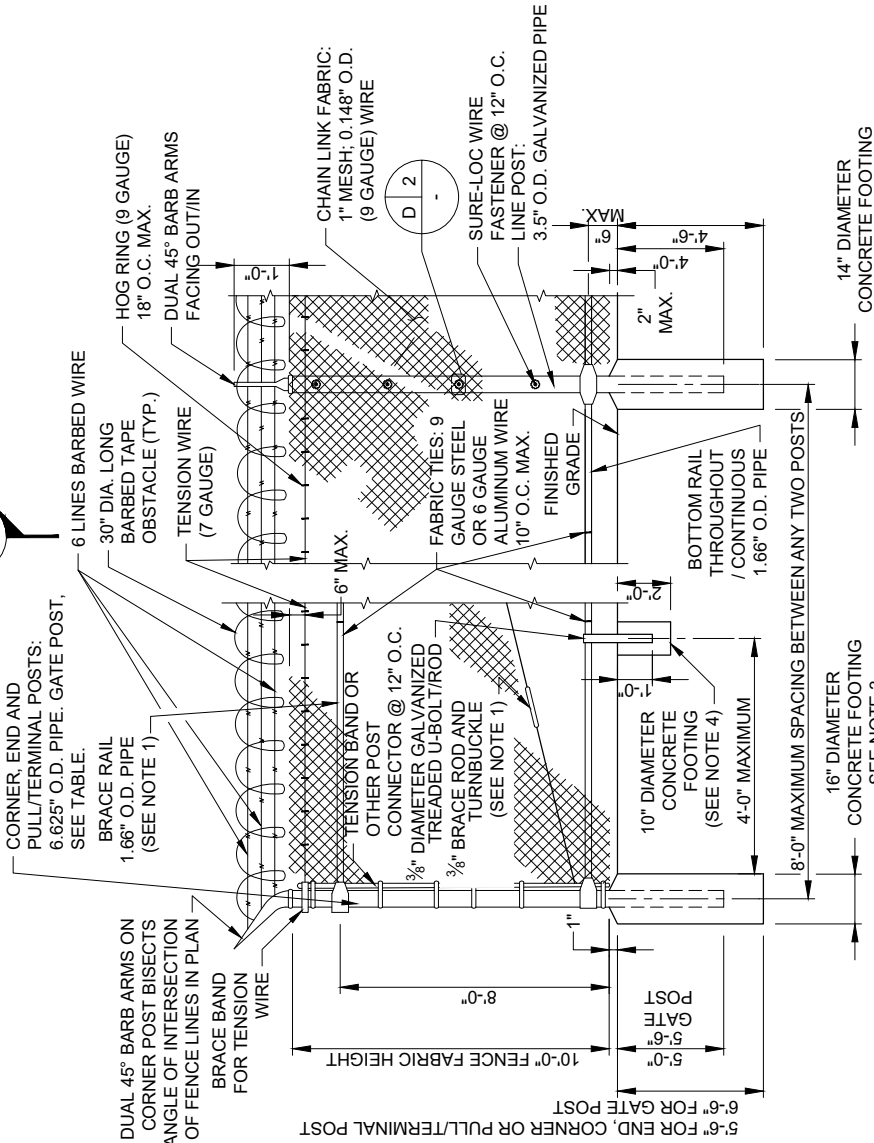 CORNER, END AND
PULL/TERMINAL POSTS:
6.625" O.D. PIPE. GATE POST,
SEE TABLE.
BRACE RAIL
1.66" O.D. PIPE
(SEE NOTE 1)
DUAL 45° BARB ARMS ON
CORNER POST BISECTS
ANGLE OF INTERSECTION
OF FENCE LINES IN PLAN
BRACE BAND
FOR TENSION
WIRE
6 LINES BARBED WIRE
30" DIA. LONG
BARBED TAPE
OBSTACLE (TYP.)
TENSION WIRE
(7 GAUGE)
HOG RING (9 GAUGE)
18" O.C. MAX.
DUAL 45° BARB ARMS
FACING OUT/IN
1'-0"
CHAIN LINK FABRIC:
1" MESH; 0.148" O.D.
(9 GAUGE) WIRE
D 2
-
SURE-LOC WIRE
FASTENER @ 12" O.C.
LINE POST:
3.5" O.D. GALVANIZED PIPE
6" MAX.
TENSION BAND OR
OTHER POST
CONNECTOR @ 12" O.C.
3/8" DIAMETER GALVANIZED
TREADED U-BOLT/ROD
3/8" BRACE ROD AND
TURNBUCKLE
(SEE NOTE 1)
FABRIC TIES: 9
GAUGE STEEL
OR 6 GAUGE
ALUMINUM WIRE
10" O.C. MAX.
FINISHED
GRADE
8'-0"
10'-0" FENCE FABRIC HEIGHT
1"
5'-0"
5'-6"
GATE
POST
5'-6" FOR END, CORNER OR PULL/TERMINAL POST
6'-6" FOR GATE POST
10" DIAMETER
CONCRETE
FOOTING
(SEE NOTE 4)
1'-0"
2'-0"
4'-0" MAXIMUM
BOTTOM RAIL
THROUGHOUT
/ CONTINUOUS
1.66" O.D. PIPE
6"
MAX.
2"
MAX.
4'-0"
4'-6"
8'-0" MAXIMUM SPACING BETWEEN ANY TWO POSTS
16" DIAMETER
CONCRETE FOOTING
14" DIAMETER
CONCRETE FOOTING
SEE NOTE